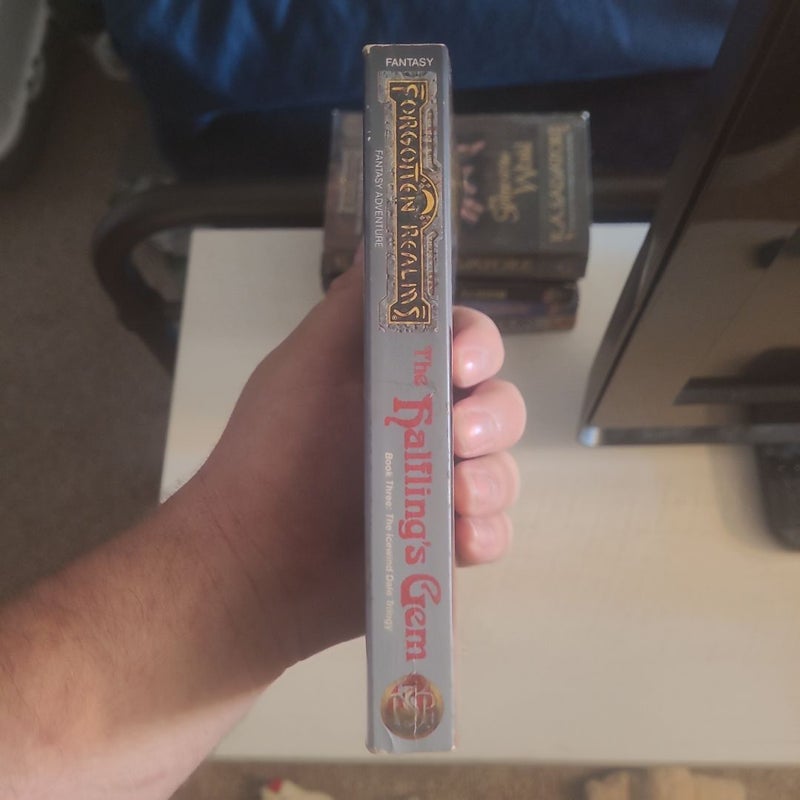 FANTASY
FORGOTTEN REALMS®
FANTASY ADVENTURE
The Halfling's Gem
Book Three: The Icewind Dale Trilogy
TSR